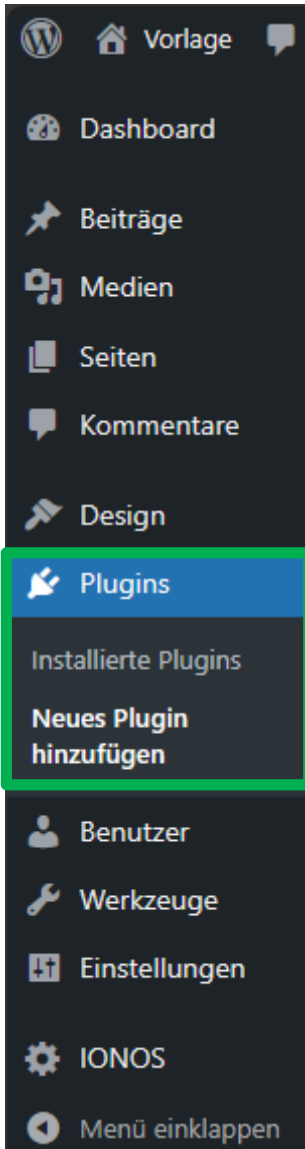 Vorlage
Dashboard
Beiträge
Medien
Seiten
Kommentare
Design
Plugins
Installierte Plugins
Neues Plugin
hinzufügen
Benutzer
Werkzeuge
Einstellungen
IONOS
Menü einklappen